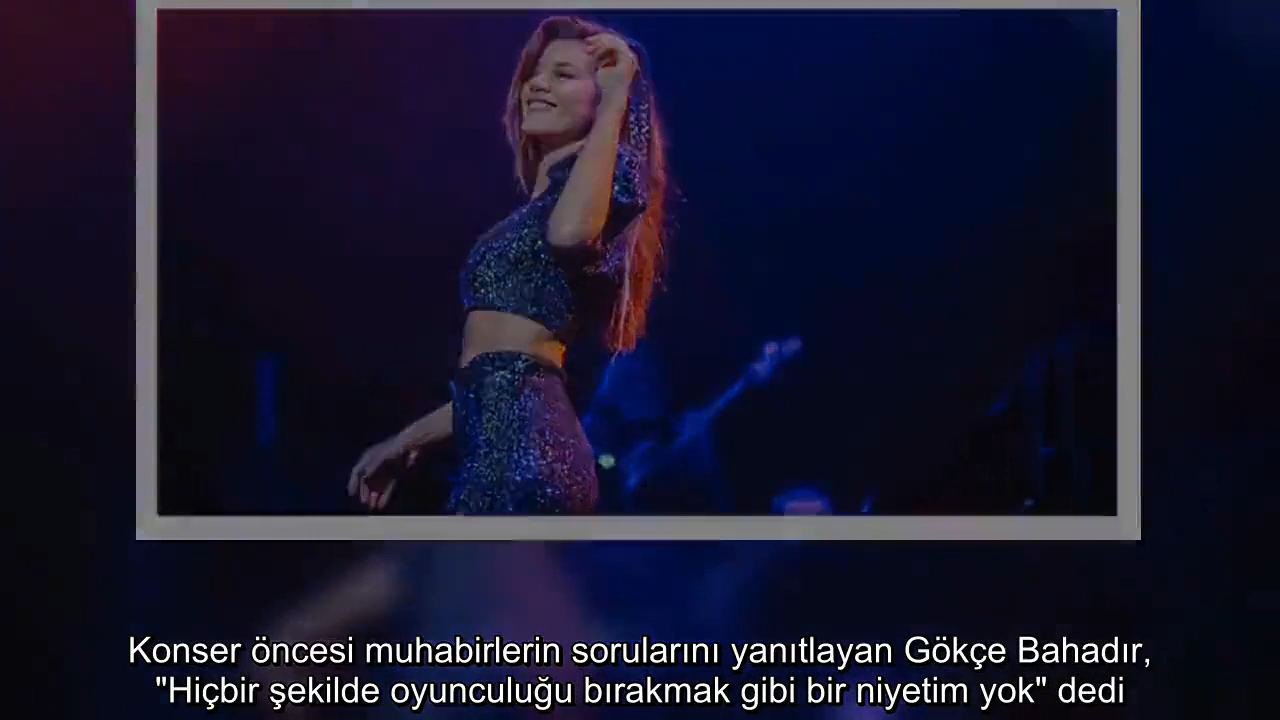 Konser öncesi muhabirlerin sorularını yanıtlayan Gökçe Bahadır,
"Hiçbir şekilde oyunculuğu bırakmak gibi bir niyetim yok" dedi